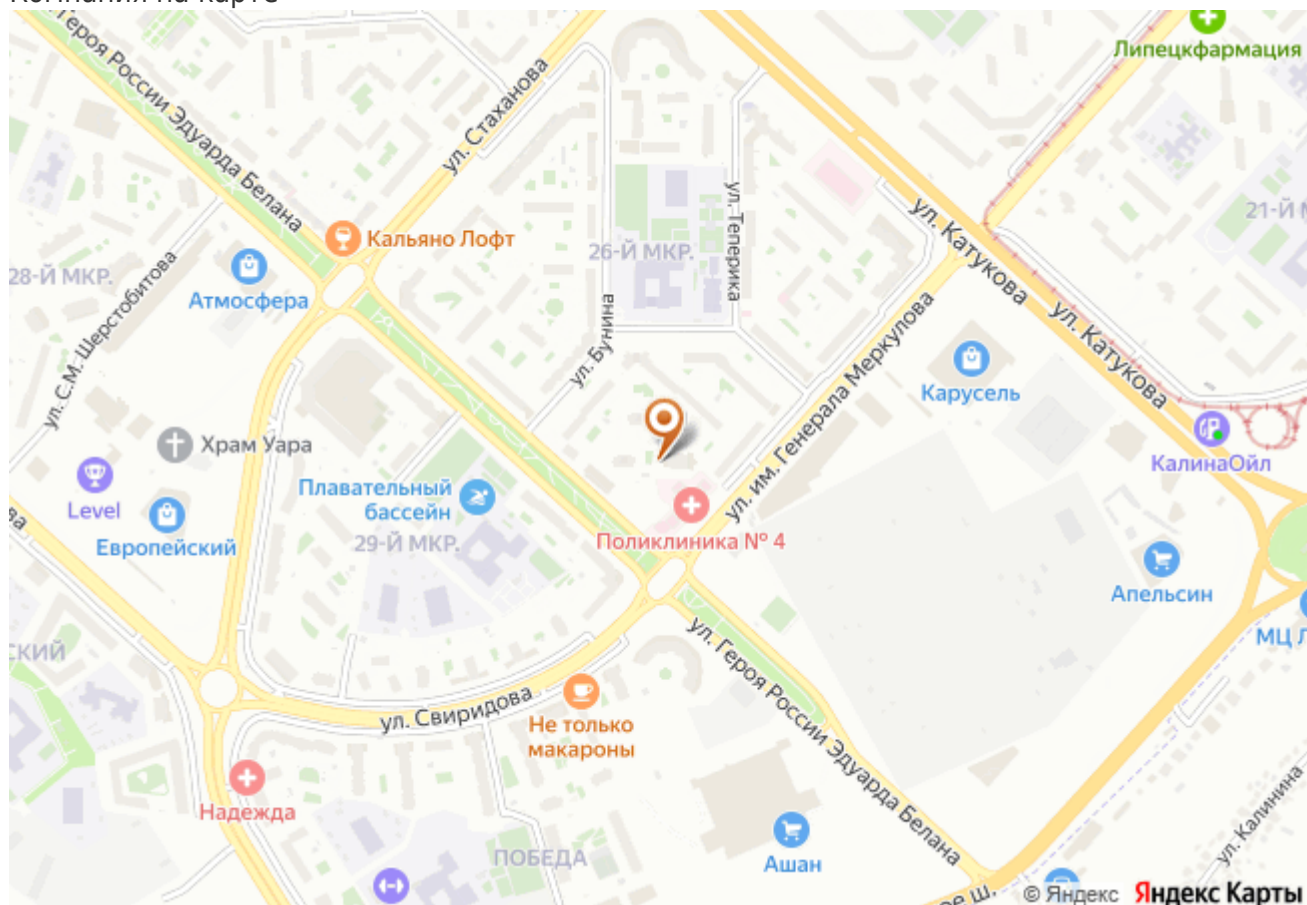 Компания на карте
Героя России Эдуарда Белана
ул. Стаханова
Липецкфармация
Кальяно Лофт
26-Й МКР.
ул. Теперика
ул. Катукова
21-Й
28-Й МКР.
Атмосфера
ул. С.М. Шерстобитова
ул. Бунина
ул. им. Генерала Меркулова
ул. Катукова
Карусель
КалинаОйл
Храм Уара
Level
Европейский
Плавательный
бассейн
29-Й МКР.
Поликлиника № 4
Апельсин
МЦ
ул. Героя России Эдуарда Белана
ул. Свиридова
Не только
макароны
Надежда
ПОБЕДА
Ашан
ул. Калинина
ш.
© Яндекс Яндекс Карты